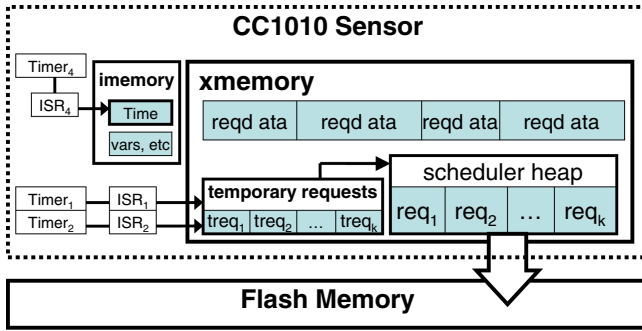 CC1010 Sensor
Timer4
ISR4
imemory
Time
vars, etc
xmemory
reqd ata reqd ata reqd ata reqd ata
Timer1 ISR1
Timer2 ISR2
temporary requests
treq1 treq2 ... treqk
scheduler heap
req1 req2 ... reqk
Flash Memory